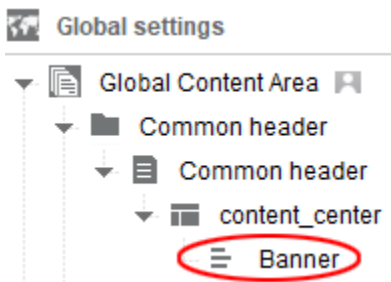 Global settings
Global Content Area
Common header
Common header
content_center
Banner